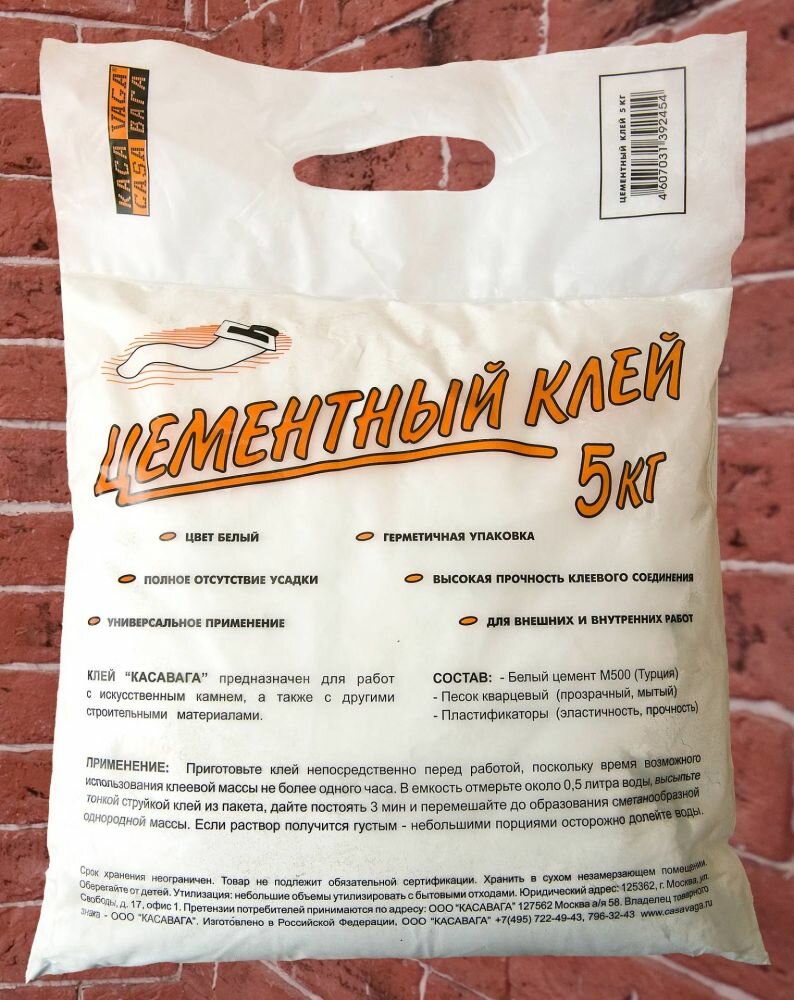 КАСА VAGA®
CASA ВАГА
ЦЕМЕНТНЫЙ КЛЕЙ 5 КГ
4 607031 392454
ЦЕМЕНТНЫЙ КЛЕЙ
5 КГ
ЦВЕТ БЕЛЫЙ
ГЕРМЕТИЧНАЯ УПАКОВКА
ПОЛНОЕ ОТСУТСТВИЕ УСАДКИ
ВЫСОКАЯ ПРОЧНОСТЬ КЛЕЕВОГО СОЕДИНЕНИЯ
УНИВЕРСАЛЬНОЕ ПРИМЕНЕНИЕ
ДЛЯ ВНЕШНИХ И ВНУТРЕННИХ РАБОТ
КЛЕЙ "КАСАВАГА" предназначен для работ
с искусственным камнем, а также с другими
строительными материалами.
СОСТАВ: - Белый цемент М500 (Турция)
- Песок кварцевый (прозрачный, мытый)
- Пластификаторы (эластичность, прочность)
ПРИМЕНЕНИЕ: Приготовьте клей непосредственно перед работой, поскольку время возможного
использования клеевой массы не более одного часа. В емкость отмерьте около 0,5 литра воды, высыпьте
тонкой струйкой клей из пакета, дайте постоять 3 мин и перемешайте до образования сметанообразной
однородной массы. Если раствор получится густым - небольшими порциями осторожно долейте воды.
Срок хранения неограничен. Товар не подлежит обязательной сертификации. Хранить в сухом незамерзающем помещении.
Оберегайте от детей. Утилизация: небольшие объемы утилизировать с бытовыми отходами. Юридический адрес: 125362, г. Москва, ул.
Свободы, д. 17, офис 1. Претензии потребителей принимаются по адресу: ООО "КАСАВАГА" 127562 Москва а/я 58. Владелец товарного
знака - ООО "КАСАВАГА". Изготовлено в Российской Федерации, ООО "КАСАВАГА" +7(495) 722-49-43, 796-32-43 www.casavaga.ru